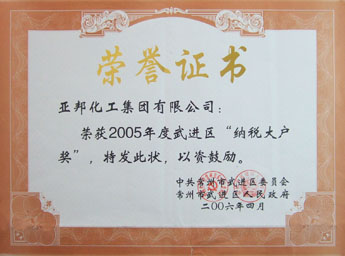 荣誉证书
亚邦化工集团有限公司：
荣获2005年度武进区“纳税大户
奖”，特发此状，以资鼓励。
中共常州市武进区委员会
常州市武进区人民政府
二00六年四月